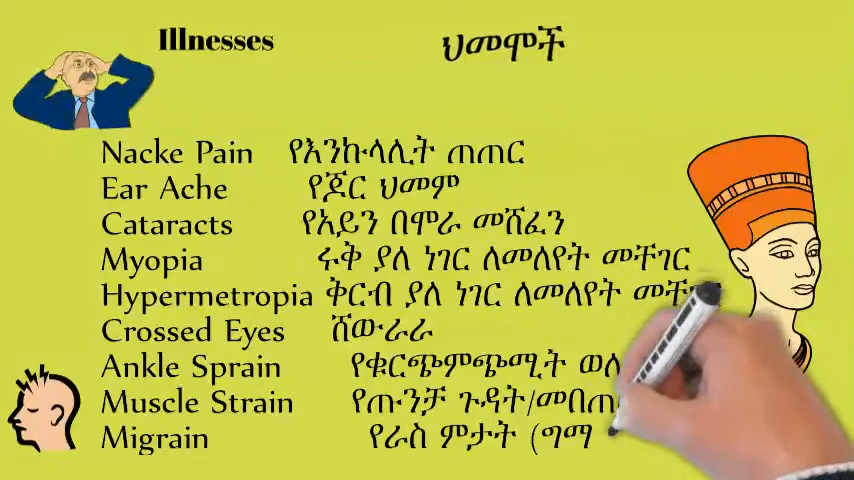 Illnesses ህመሞች
Nacke Pain የእንኩላሊት ጠጠር
Ear Ache የጆር ህመም
Cataracts የአይን በሞራ መሸፈን
Myopia ሩቅ ያለ ነገር ለመለየት መቸገር
Hypermetropia ቅርብ ያለ ነገር ለመለየት
Crossed Eyes ሸውራራ
Ankle Sprain የቁርጭምጭሚት
Muscle Strain የጡንቻ ጉዳት/
Migrain የራስ ምታት (ግማ